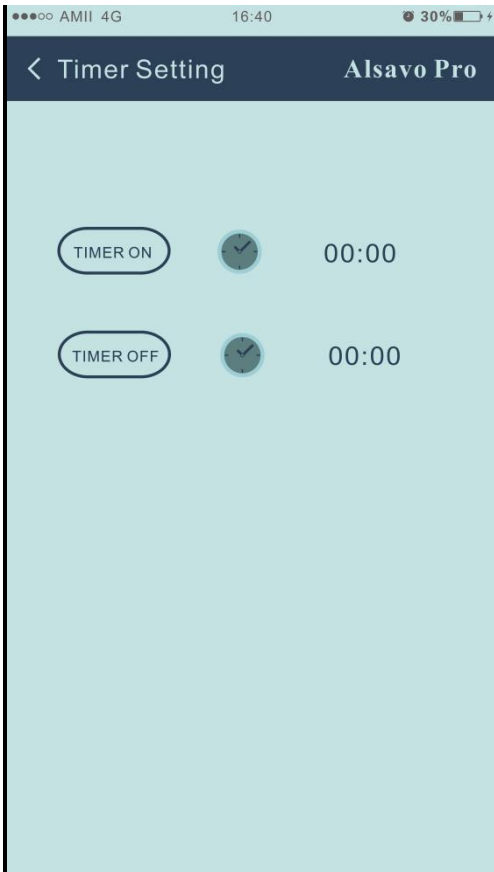 AMII 4G 16:40 30%
Timer Setting Alsavo Pro
TIMER ON 00:00
TIMER OFF 00:00